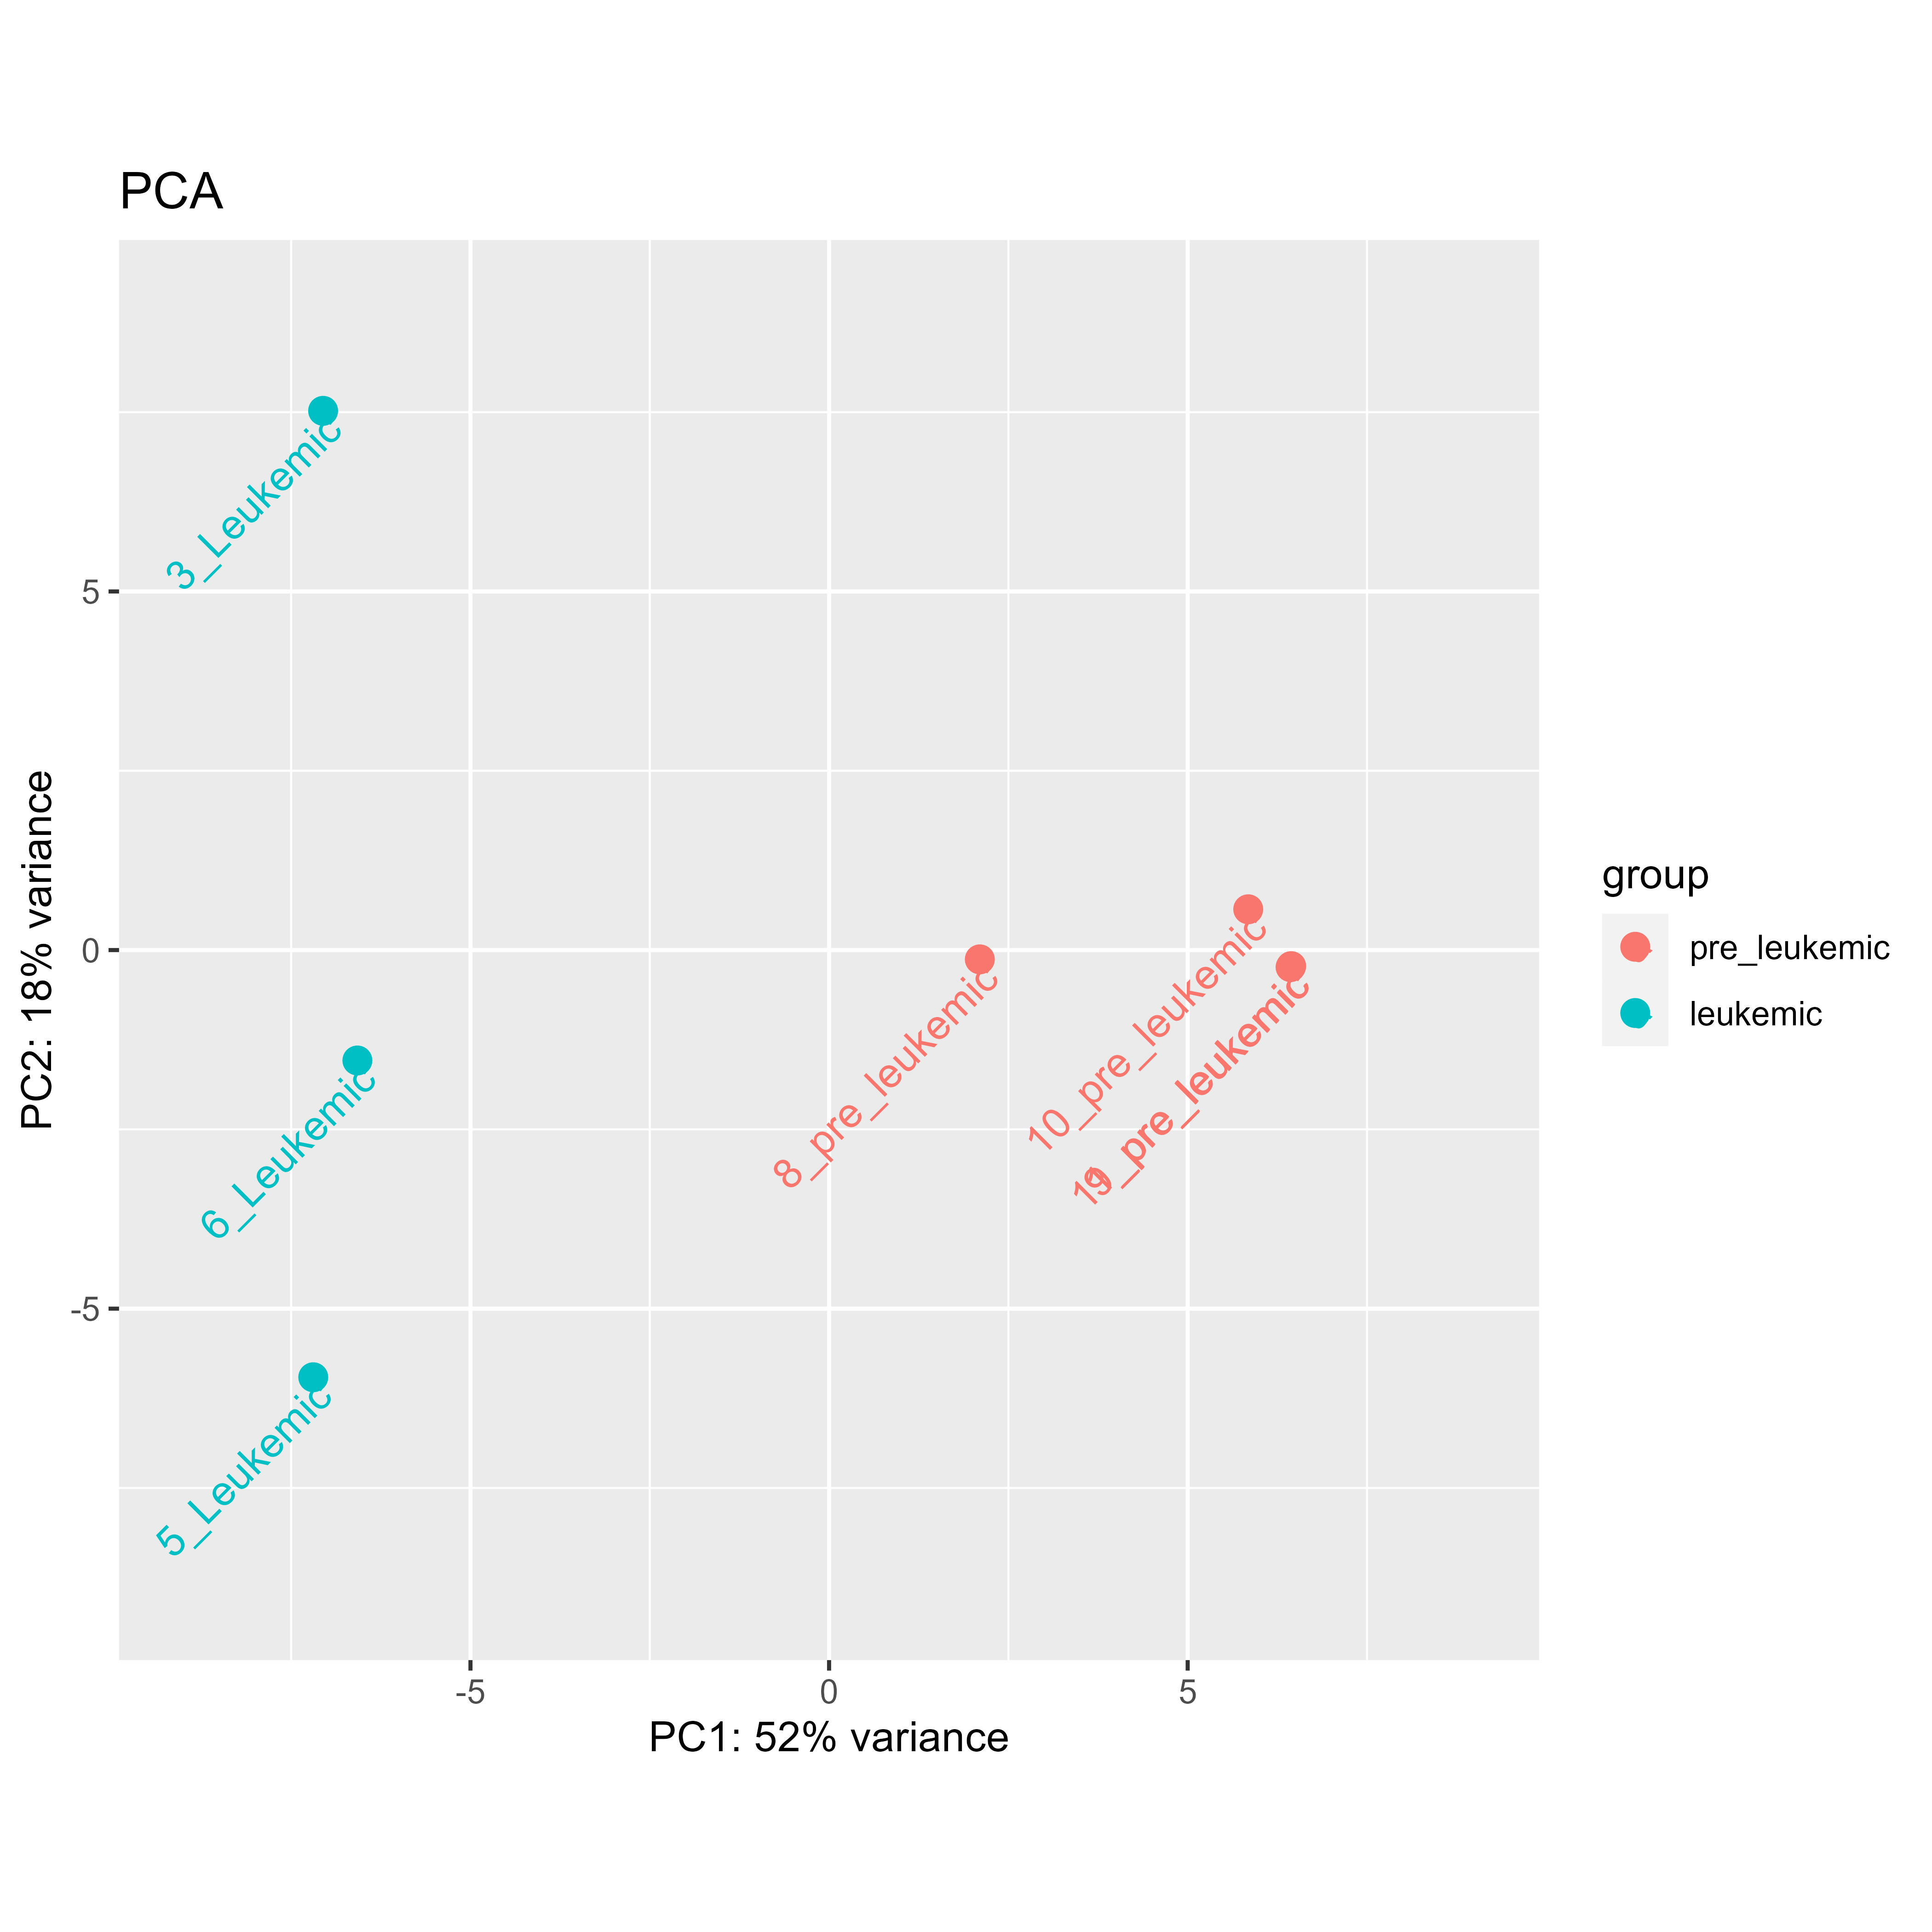 PCA
3_Leukemic
6_Leukemic
5_Leukemic
8_pre_leukemic
10_pre_leukemic
pre_leukemic
5
0
-5
-5
0
5
PC1: 52% variance
PC2: 18% variance
group
pre_leukemic
leukemic